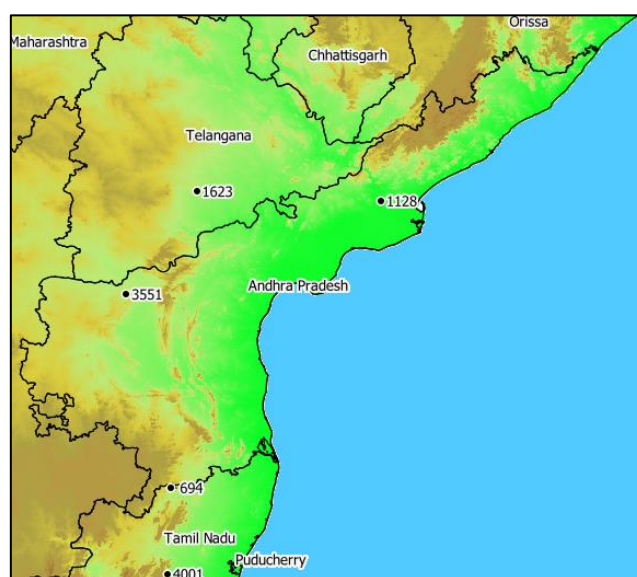 Orissa
Maharashtra
Chhattisgarh
Telangana
1623
1128
Andhra Pradesh
3551
694
Tamil Nadu
Puducherry
4001